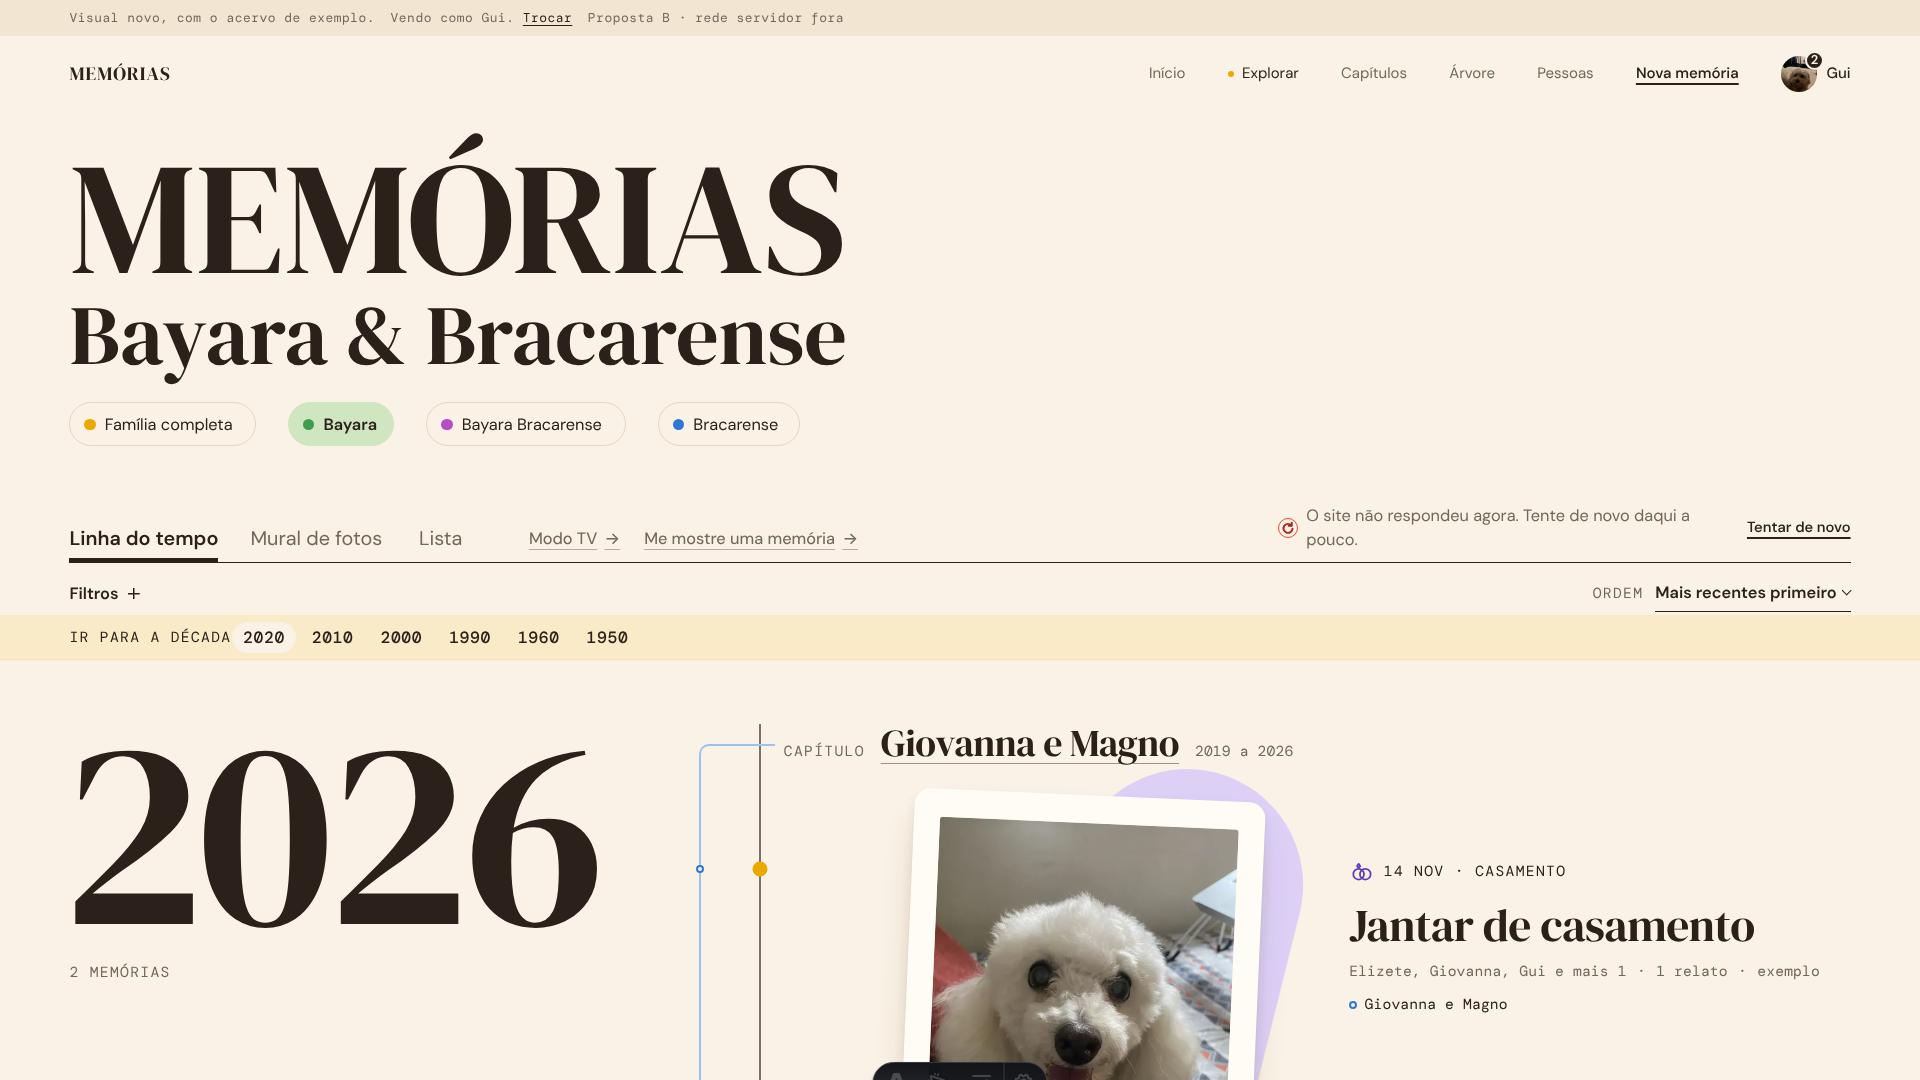 Visual novo, com o acervo de exemplo. Vendo como Gui. Trocar Proposta B · rede servidor fora
MEMÓRIAS
Início Explorar Capítulos Árvore Pessoas Nova memória 2 Gui
MEMÓRIAS
Bayara & Bracarense
Família completa Bayara Bayara Bracarense Bracarense
Linha do tempo Mural de fotos Lista Modo TV → Me mostre uma memória →
O site não respondeu agora. Tente de novo daqui a
pouco.
Tentar de novo
Filtros +
ORDEM Mais recentes primeiro
IR PARA A DÉCADA 2020 2010 2000 1990 1960 1950
2026
2 MEMÓRIAS
CAPÍTULO Giovanna e Magno 2019 a 2026
14 NOV · CASAMENTO
Jantar de casamento
Elizete, Giovanna, Gui e mais 1 · 1 relato · exemplo
Giovanna e Magno